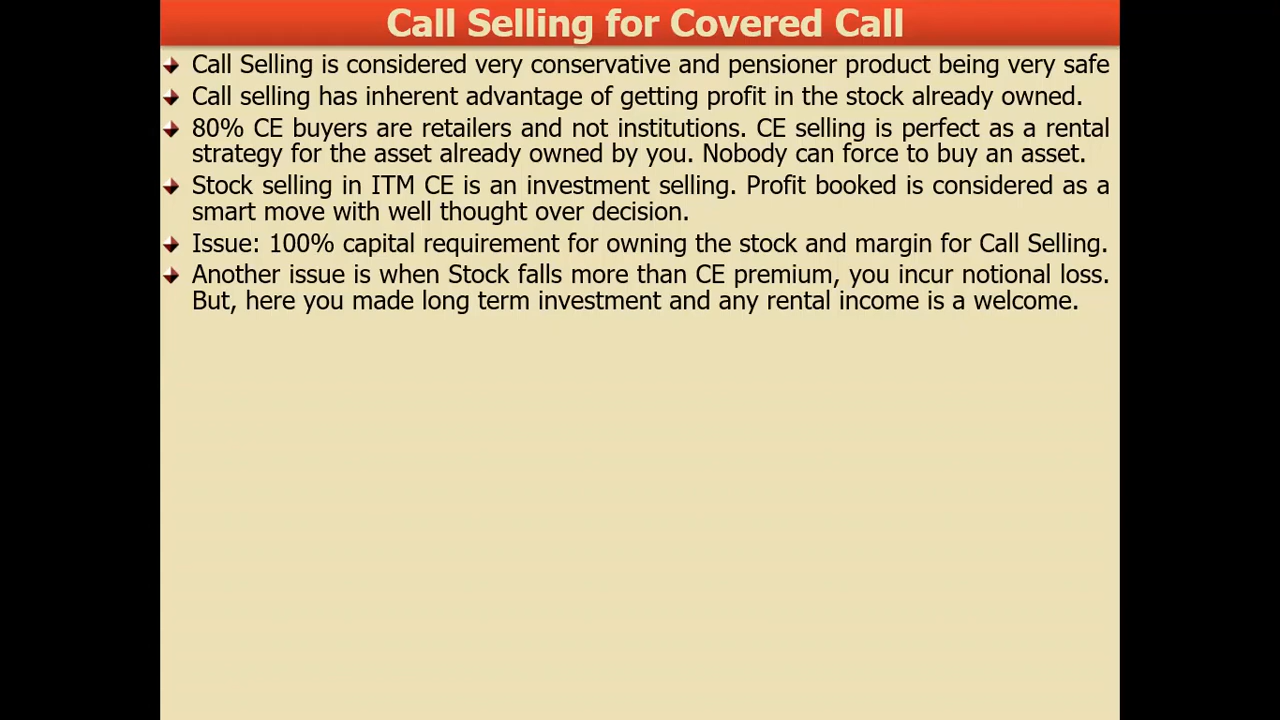 Call Selling for Covered Call
Call Selling is considered very conservative and pensioner product being very safe
Call selling has inherent advantage of getting profit in the stock already owned.
80% CE buyers are retailers and not institutions. CE selling is perfect as a rental
strategy for the asset already owned by you. Nobody can force to buy an asset.
Stock selling in ITM CE is an investment selling. Profit booked is considered as a
smart move with well thought over decision.
Issue: 100% capital requirement for owning the stock and margin for Call Selling.
Another issue is when Stock falls more than CE premium, you incur notional loss.
But, here you made long term investment and any rental income is a welcome.